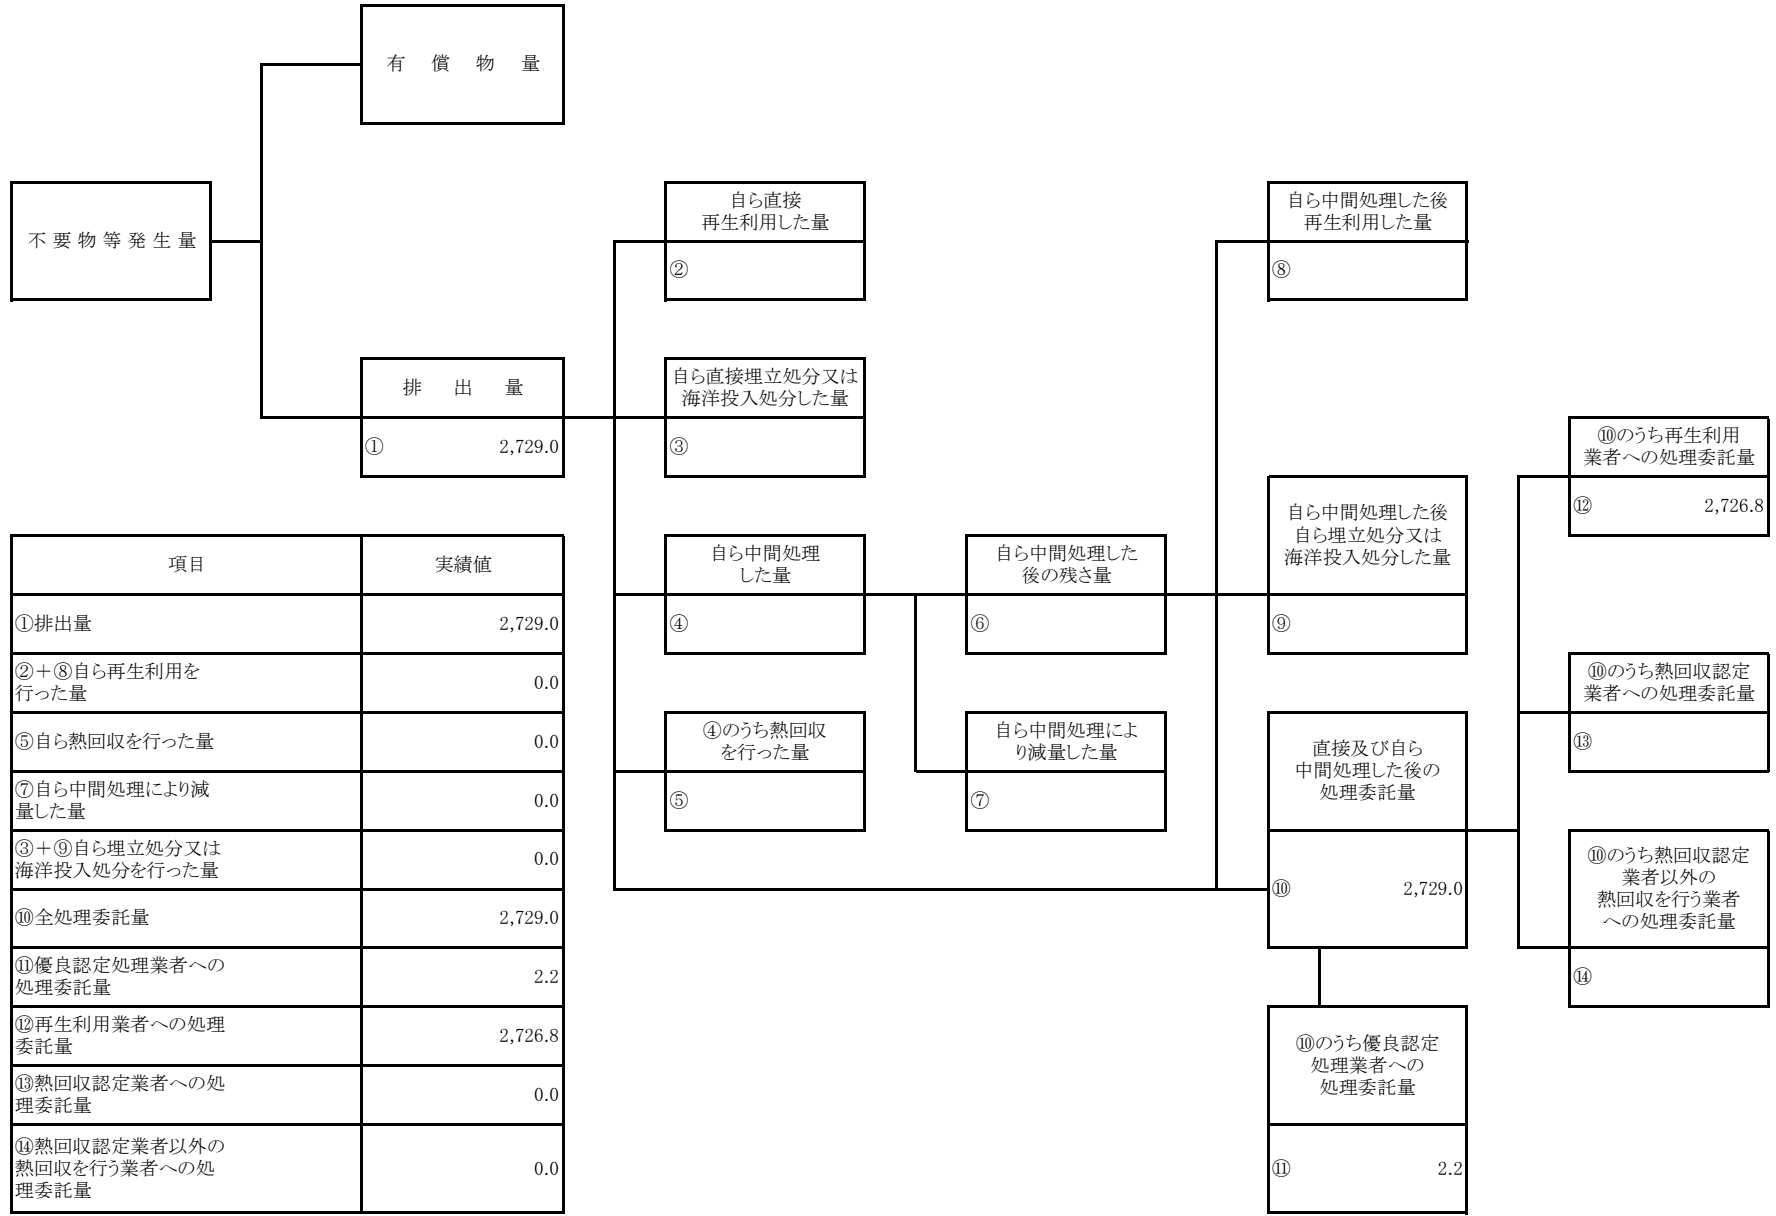 有償物量
不要物等発生量
排出量
① 2,729.0
自ら直接
再生利用した量
②
自ら直接埋立処分又は
海洋投入処分した量
③
自ら中間処理
した量
④
④のうち熱回収
を行った量
⑤
自ら中間処理した
後の残さ量
⑥
自ら中間処理によ
り減量した量
⑦
自ら中間処理した後
再生利用した量
⑧
自ら中間処理した後
自ら埋立処分又は
海洋投入処分した量
⑨
直接及び自ら
中間処理した後の
処理委託量
⑩ 2,729.0
⑩のうち優良認定
処理業者への
処理委託量
⑪ 2.2
⑩のうち再生利用
業者への処理委託量
⑫ 2,726.8
⑩のうち熱回収認定
業者への処理委託量
⑬
⑩のうち熱回収認定
業者以外の
熱回収を行う業者
への処理委託量
⑭
項目 実績値
①排出量 2,729.0
②＋⑧自ら再生利用を
行った量 0.0
⑤自ら熱回収を行った量 0.0
⑦自ら中間処理により減
量した量 0.0
③＋⑨自ら埋立処分又は
海洋投入処分を行った量 0.0
⑩全処理委託量 2,729.0
⑪優良認定処理業者への
処理委託量 2.2
⑫再生利用業者への処理
委託量 2,726.8
⑬熱回収認定業者への処
理委託量 0.0
⑭熱回収認定業者以外の
熱回収を行う業者への処
理委託量 0.0